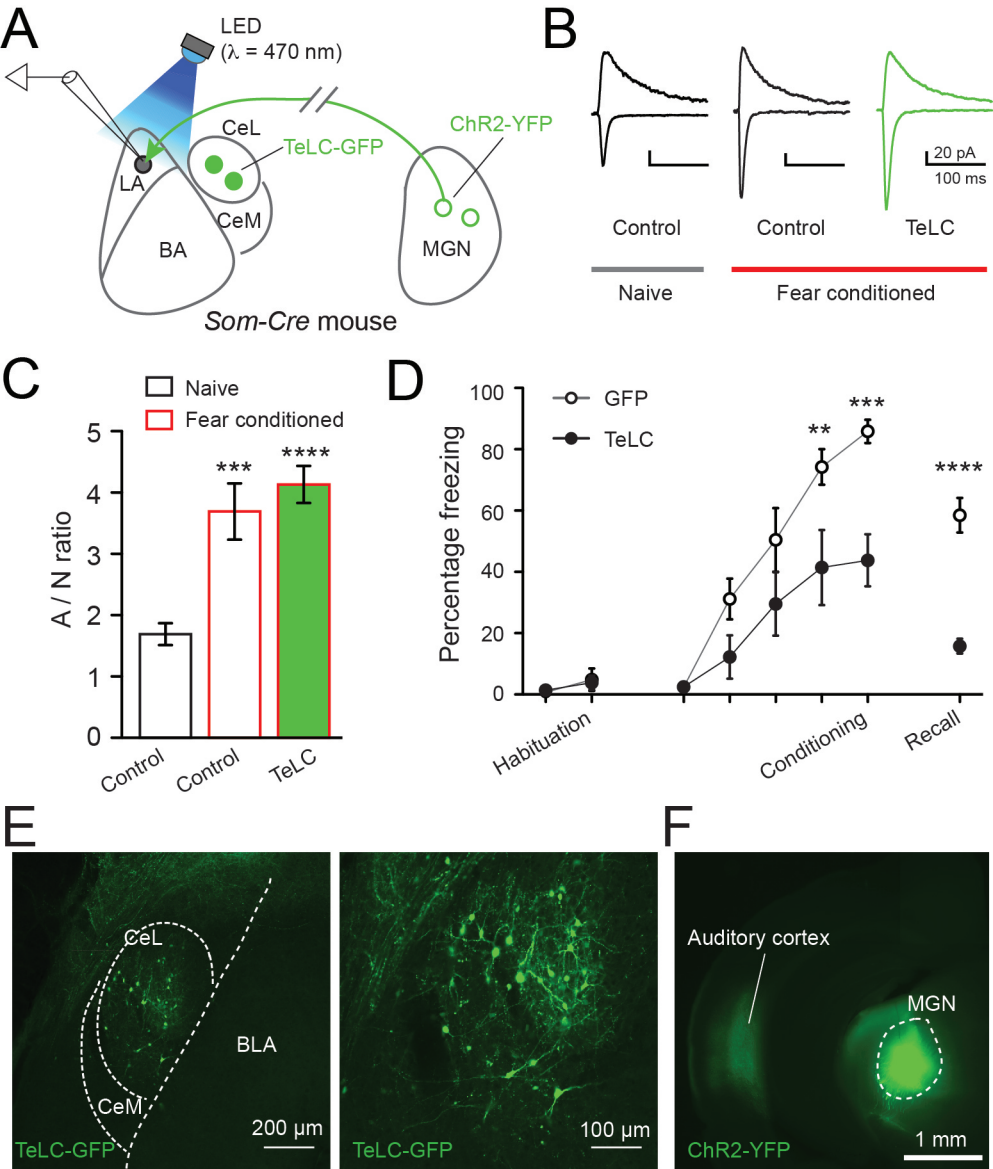 A
LED
(λ = 470 nm)
CeL
TeLC-GFP
ChR2-YFP
LA
CeM
BA
MGN
Som-Cre mouse
B
20 pA
100 ms
Control
Control
TeLC
Naive
Fear conditioned
C
Naive
Fear conditioned
A / N ratio
5
4
3
2
1
0
***
****
Control
Control
TeLC
D
GFP
TeLC
Percentage freezing
100
80
60
40
20
0
**
***
****
Habituation
Conditioning
Recall
E
CeL
BLA
CeM
200 µm
TeLC-GFP
100 µm
TeLC-GFP
F
Auditory cortex
MGN
ChR2-YFP
1 mm